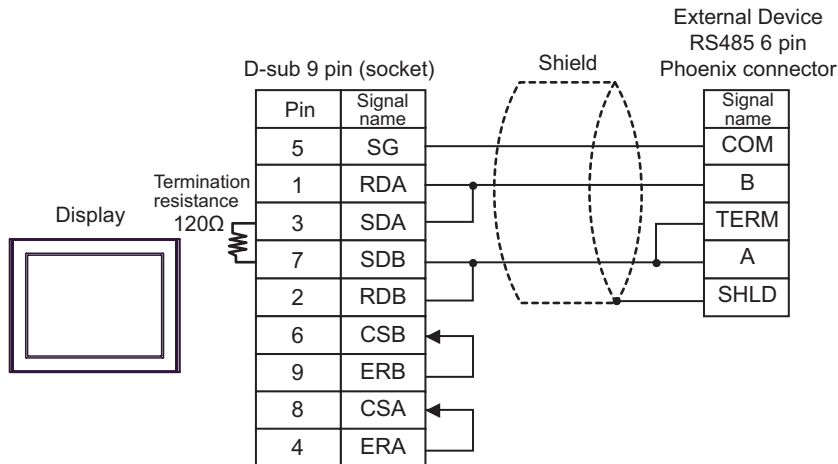 External Device
RS485 6 pin
Phoenix connector
D-sub 9 pin (socket)
Shield
Pin Signal name
5 SG
1 RDA
3 SDA
7 SDB
2 RDB
6 CSB
9 ERB
8 CSA
4 ERA
Termination
resistance
120Ω
Display
Signal
name
COM
B
TERM
A
SHLD